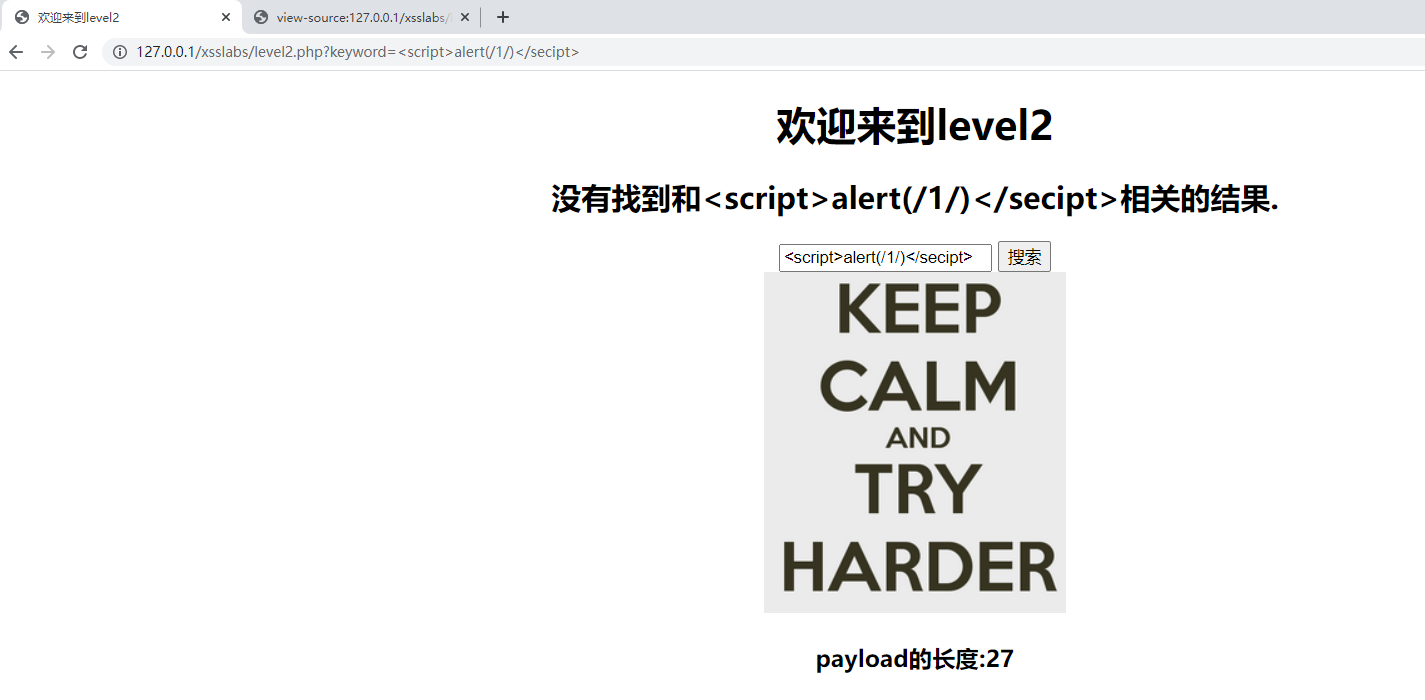 欢迎来到level2
view-source:127.0.0.1/xsslabs/
127.0.0.1/xsslabs/level2.php?keyword=<script>alert(/1/)</secipt>
欢迎来到level2
没有找到和<script>alert(/1/)</secipt>相关的结果.
<script>alert(/1/)</secipt> 搜索
KEEP
CALM
AND
TRY
HARDER
payload的长度:27